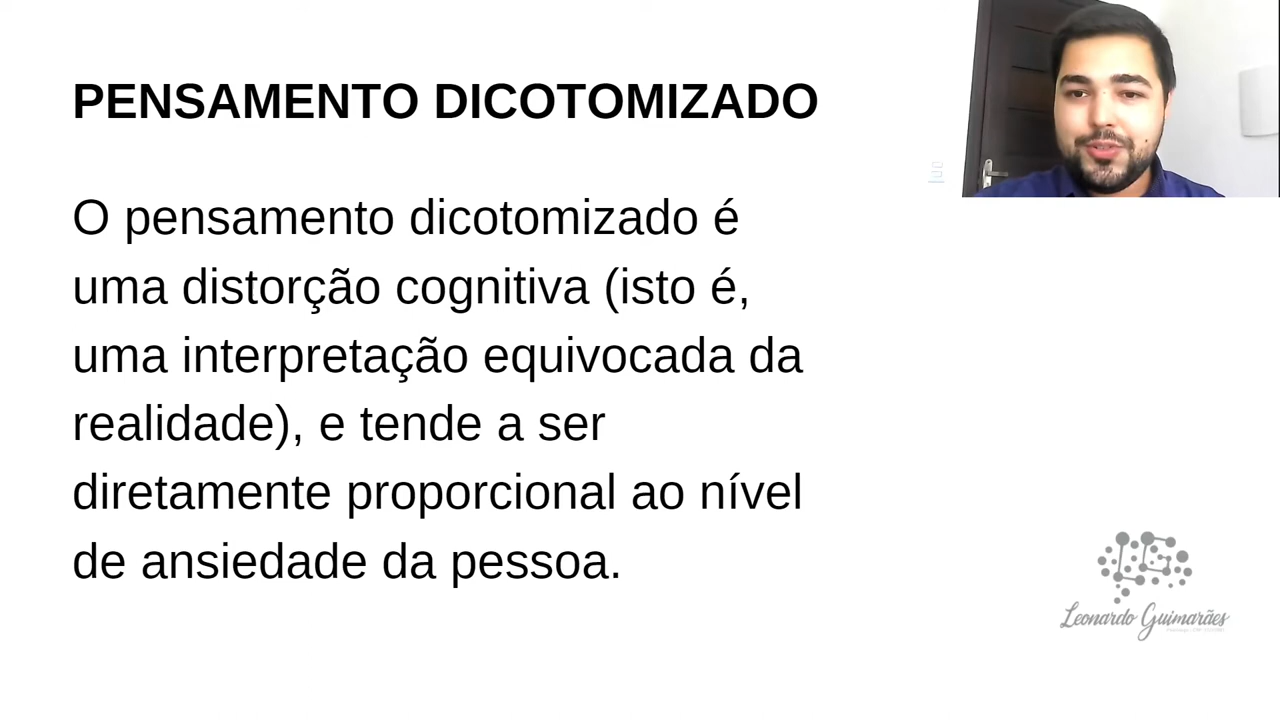 PENSAMENTO DICOTOMIZADO
O pensamento dicotomizado é
uma distorção cognitiva (isto é,
uma interpretação equivocada da
realidade), e tende a ser
diretamente proporcional ao nível
de ansiedade da pessoa.
Leonardo Guimarães